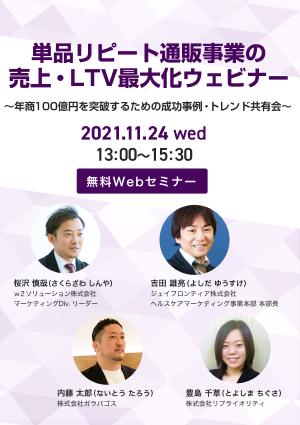 単品リピート通販事業の
売上・LTV最大化ウェビナー
〜年商100億円を突破するための成功事例・トレンド共有会〜
2021.11.24 wed
13:00〜15:30
無料Webセミナー
桜沢 慎哉(さくらざわ しんや)
w2ソリューション株式会社
マーケティングDiv. リーダー
吉田 雄亮(よしだ ゆうすけ)
ジェイフロンティア株式会社
ヘルスケアマーケティング事業本部 本部長
内藤 太郎(ないとう たろう)
株式会社ガラパゴス
豊島 千草(とよしま ちぐさ)
株式会社リプライオリティ